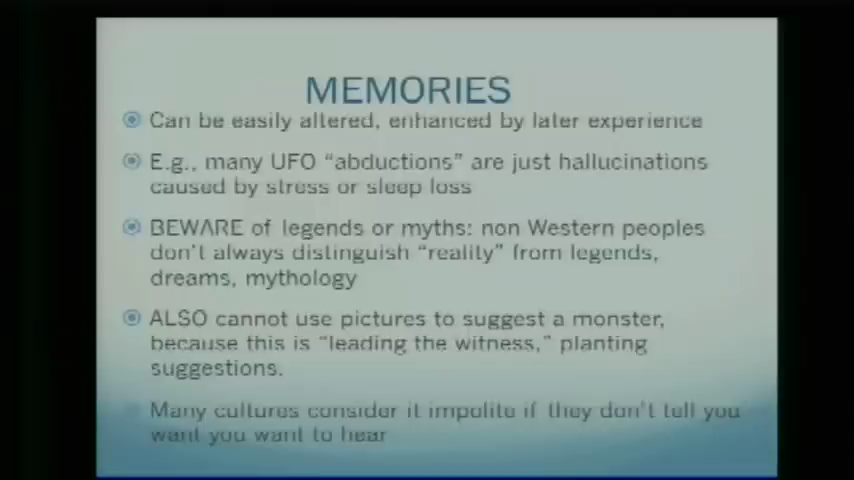 MEMORIES
Can be easily altered, enhanced by later experience
E.g., many UFO “abductions” are just hallucinations
caused by stress or sleep loss
BEWARE of legends or myths: non Western peoples
don't always distinguish “reality” from legends,
dreams, mythology
ALSO cannot use pictures to suggest a monster,
because this is “leading the witness,” planting
suggestions.
Many cultures consider it impolite if they don't tell you
want you want to hear